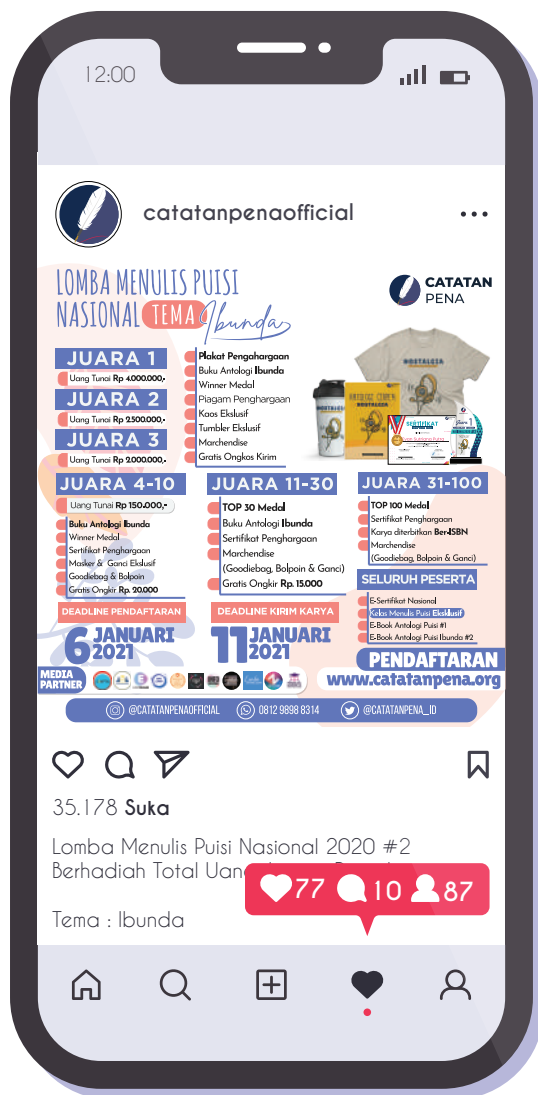 12:00
catatanpenaofficial
LOMBA MENULIS PUISI
NASIONAL TEMA Ibunda
CATATAN
PENA
JUARA 1
Uang Tunai Rp 4.000.000,-
JUARA 2
Uang Tunai Rp 2.500.000,-
JUARA 3
Uang Tunai Rp 2.000.000,-
Plakat Pengohargaan
Buku Antologi Ibunda
Winner Medal
Piagam Penghargaan
Kaos Ekslusif
Tumbler Ekslusif
Marchendise
Gratis Ongkos Kirim
NOSTALGIA
ANTOLOGI CERPEN
NOSTALGIA
SERTIFIKAT
JUARA 4-10
Uang Tunai Rp 150.000,-
Buku Antologi Ibunda
Winner Medal
Sertifikat Penghargaan
Masker & Ganci Ekslusif
Goodiebag & Bolpoin
Gratis Ongkir Rp. 20.000
JUARA 11-30
TOP 30 Medal
Buku Antologi Ibunda
Sertifikat Penghargaan
Marchendise
(Goodiebag, Bolpoin & Ganci)
Gratis Ongkir Rp. 15.000
JUARA 31-100
TOP 100 Medal
Sertifikat Penghargaan
Karya diterbitkan Ber-ISBN
Marchendise
(Goodiebag, Bolpoin & Ganci)
SELURUH PESERTA
E-Sertifikat Nasional
Kelas Menulis Puisi Eksklusif
E-Book Antologi Puisi #1
E-Book Antologi Puisi Ibunda #2
DEADLINE PENDAFTARAN
6 JANUARI
2021
DEADLINE KIRIM KARYA
11 JANUARI
2021
PENDAFTARAN
www.catatanpena.org
MEDIA
PARTNER
@CATATANPENAOFFICIAL 0812 9898 8314 @CATATANPENA_ID
35.178 Suka
Lomba Menulis Puisi Nasional 2020 #2
Berhadiah Total Uang
77 10 87
Tema : Ibunda